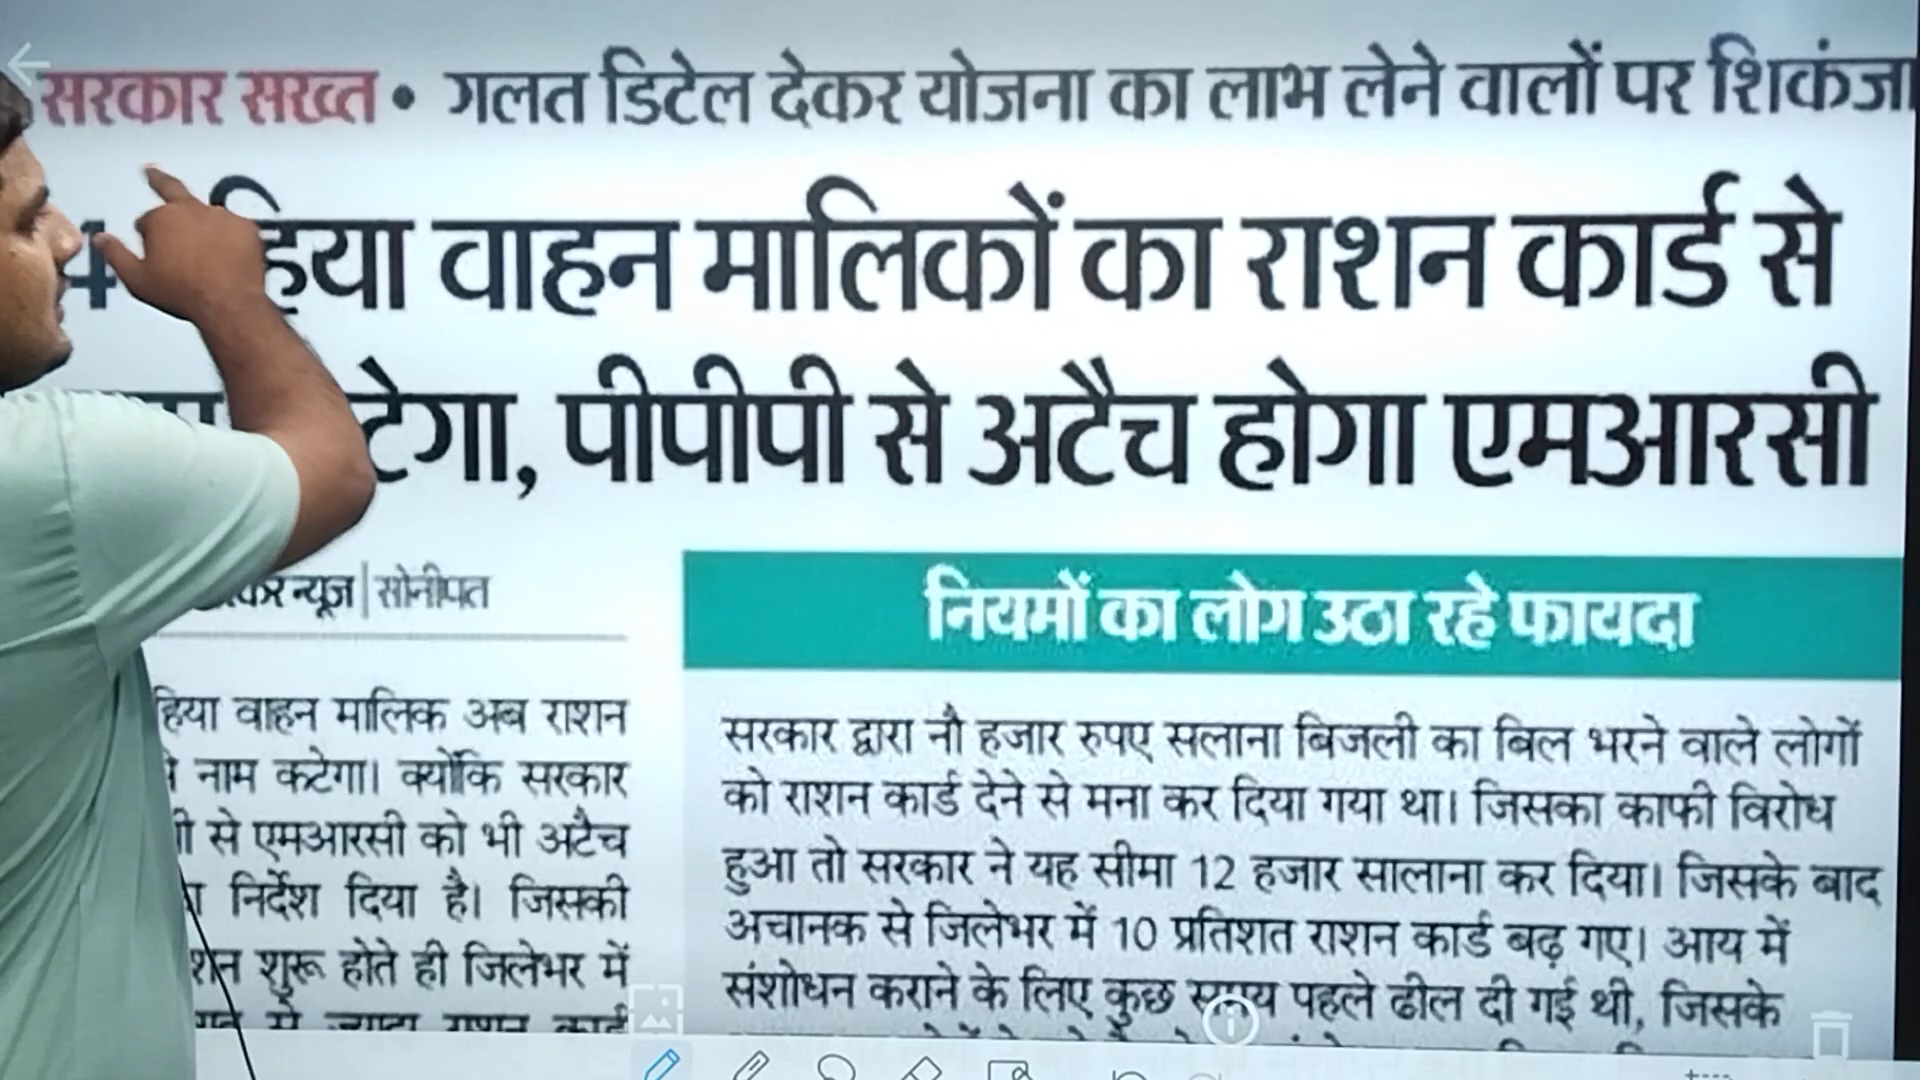 सरकार सख्त • गलत डिटेल देकर योजना का लाभ लेने वालों पर शिकंजा
4 हिया वाहन मालिकों का राशन कार्ड से
टेगा, पीपीपी से अटैच होगा एमआरसी
न्यूज | सोनीपत
हिया वाहन मालिक अब राशन
नाम कटेगा। क्योंकि सरकार
से एमआरसी को भी अटैच
निर्देश दिया है। जिसकी
शुरू होते ही जिलेभर में
नियमों का लोग उठा रहे फायदा
सरकार द्वारा नौ हजार रुपए सलाना बिजली का बिल भरने वाले लोगों
को राशन कार्ड देने से मना कर दिया गया था। जिसका काफी विरोध
हुआ तो सरकार ने यह सीमा 12 हजार सालाना कर दिया। जिसके बाद
अचानक से जिलेभर में 10 प्रतिशत राशन कार्ड बढ़ गए। आय में
संशोधन कराने के लिए कुछ समय पहले ढील दी गई थी, जिसके